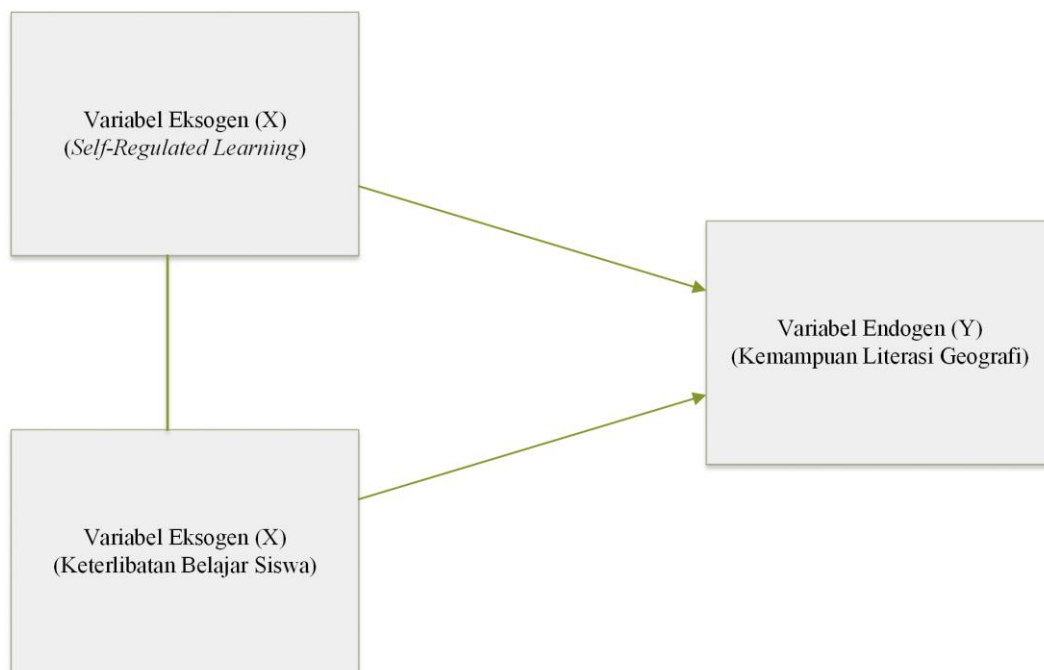 Variabel Eksogen (X)
(Self-Regulated Learning)
Variabel Endogen (Y)
(Kemampuan Literasi Geografi)
Variabel Eksogen (X)
(Keterlibatan Belajar Siswa)